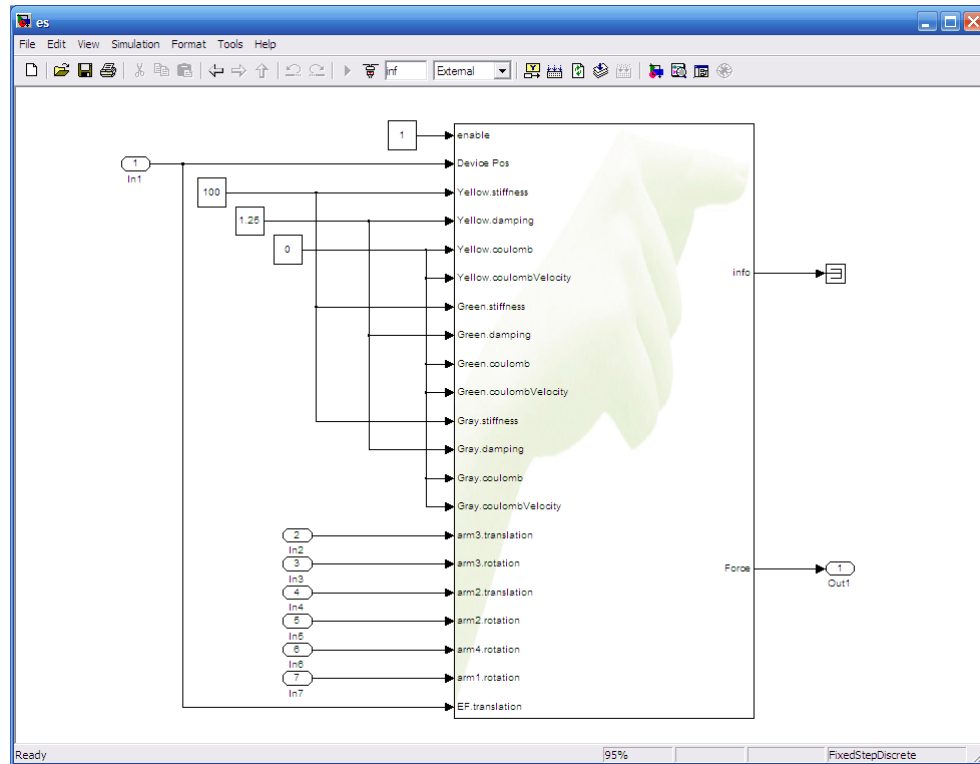 es
File Edit View Simulation Format Tools Help
inf External
1
enable
1
In1
Device Pos
100
Yellow.stiffness
1.25
Yellow.damping
0
Yellow.coulomb
Yellow.coulombVelocity
info
Green.stiffness
Green.damping
Green.coulomb
Green.coulombVelocity
Gray.stiffness
Gray.damping
Gray.coulomb
Gray.coulombVelocity
2
In2
arm3.translation
3
In3
arm3.rotation
Force
1
Out1
4
In4
arm2.translation
5
In5
arm2.rotation
6
In6
arm4.rotation
7
In7
arm1.rotation
EF.translation
Ready 95% FixedStepDiscrete